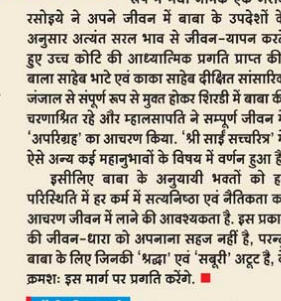 रसोइये ने अपने जीवन में बाबा के उपदेशों के
अनुसार अत्यंत सरल भाव से जीवन-यापन करते
हुए उच्च कोटि की आध्यात्मिक प्रगति प्राप्त की
बाला साहेब भाटे एवं काका साहेब दीक्षित सांसारिक
जंजाल से संपूर्ण रूप से मुक्त होकर शिरडी में बाबा के
चरणाश्रित रहे और म्हालसापति ने सम्पूर्ण जीवन में
'अपरिग्रह' का आचरण किया. 'श्री साईं सच्चरित्र' में
ऐसे अन्य कई महानुभावों के विषय में वर्णन हुआ है
इसीलिए बाबा के अनुयायी भक्तों को ह
परिस्थिति में हर कर्म में सत्यनिष्ठा एवं नैतिकता क
आचरण जीवन में लाने की आवश्यकता है. इस प्रका
की जीवन-धारा को अपनाना सहज नहीं है, परन्तु
बाबा के लिए जिनकी 'श्रद्धा' एवं 'सबूरी' अटूट है, वे
क्रमशः इस मार्ग पर प्रगति करेंगे.